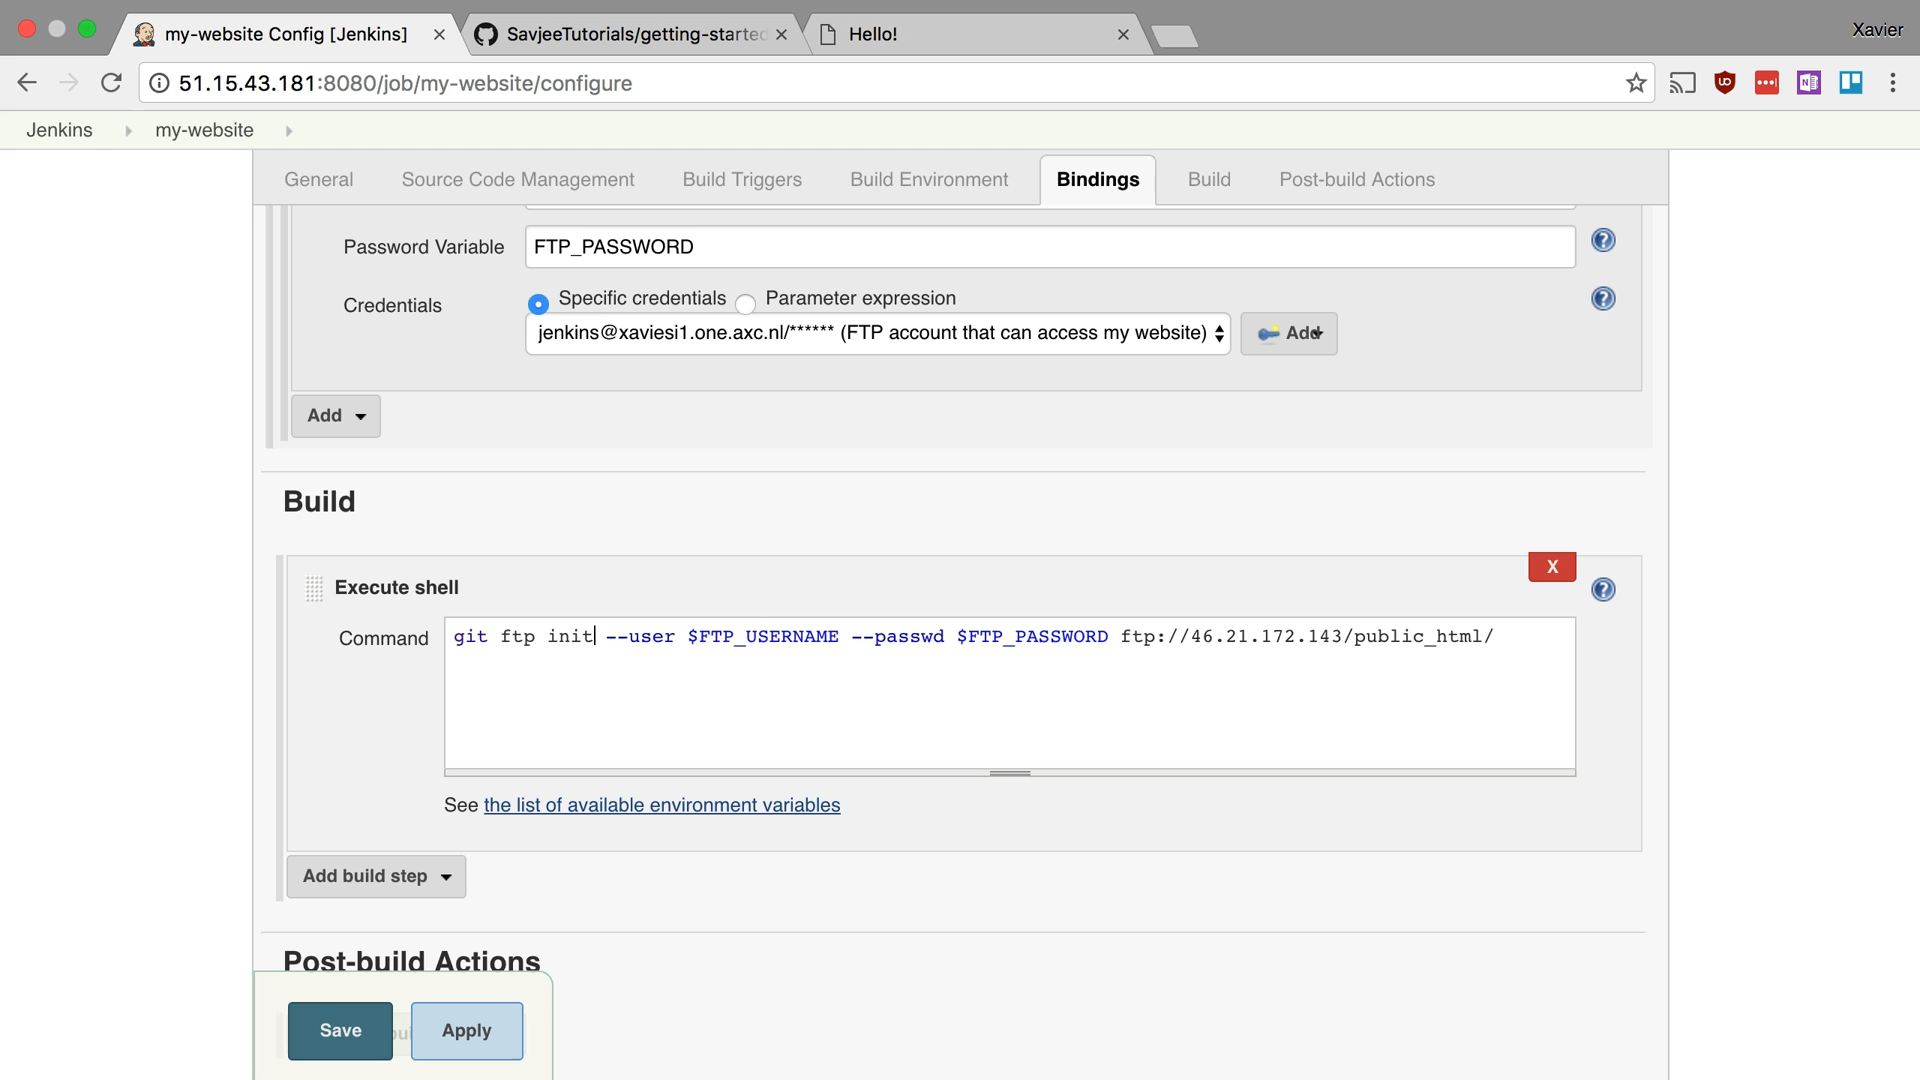 my-website Config [Jenkins]
SavjeeTutorials/getting-started
Hello!
Xavier
51.15.43.181:8080/job/my-website/configure
Jenkins
my-website
General
Source Code Management
Build Triggers
Build Environment
Bindings
Build
Post-build Actions
Password Variable
FTP_PASSWORD
Credentials
Specific credentials
Parameter expression
jenkins@xaviesi1.one.axc.nl/****** (FTP account that can access my website)
Add
Add
Build
X
Execute shell
Command
git ftp init --user $FTP_USERNAME --passwd $FTP_PASSWORD ftp://46.21.172.143/public_html/
See the list of available environment variables
Add build step
Post-build Actions
Save
Apply